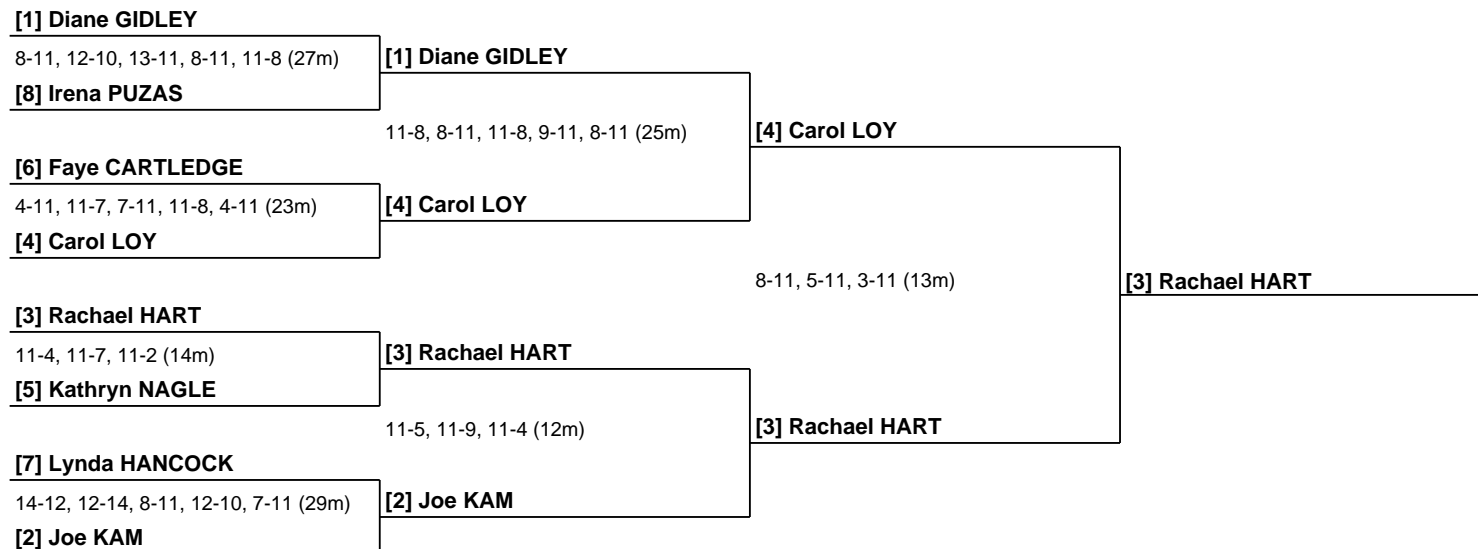 [1] Diane GIDLEY
8-11, 12-10, 13-11, 8-11, 11-8 (27m)
[1] Diane GIDLEY
[8] Irena PUZAS
11-8, 8-11, 11-8, 9-11, 8-11 (25m)
[4] Carol LOY
[6] Faye CARTLEDGE
4-11, 11-7, 7-11, 11-8, 4-11 (23m)
[4] Carol LOY
[4] Carol LOY
8-11, 5-11, 3-11 (13m)
[3] Rachael HART
[3] Rachael HART
11-4, 11-7, 11-2 (14m)
[3] Rachael HART
[5] Kathryn NAGLE
11-5, 11-9, 11-4 (12m)
[3] Rachael HART
[7] Lynda HANCOCK
14-12, 12-14, 8-11, 12-10, 7-11 (29m)
[2] Joe KAM
[2] Joe KAM